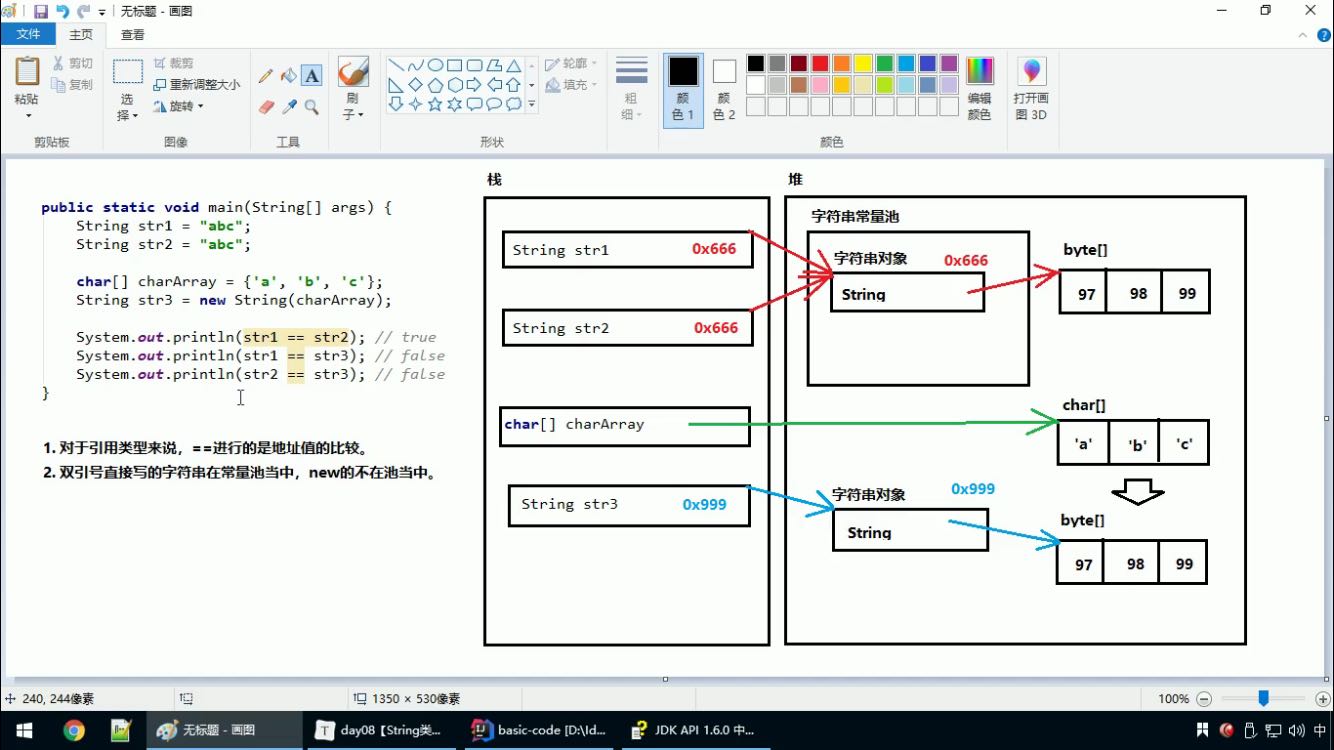 无标题 - 画图
文件 主页 查看
粘贴
剪切
复制
剪贴板
选择
裁剪
重新调整大小
旋转
图像
A
工具
刷子
轮廓
填充
形状
粗细
颜色 1
颜色 2
编辑颜色
颜色
打开画图 3D
栈
堆
public static void main(String[] args) {
String str1 = "abc";
String str2 = "abc";
char[] charArray = {'a', 'b', 'c'};
String str3 = new String(charArray);
System.out.println(str1 == str2); // true
System.out.println(str1 == str3); // false
System.out.println(str2 == str3); // false
}
1. 对于引用类型来说，==进行的是地址值的比较。
2. 双引号直接写的字符串在常量池当中，new的不在池当中。
String str1 0x666
String str2 0x666
char[] charArray
String str3 0x999
字符串常量池
字符串对象 0x666
String
byte[]
97 98 99
char[]
'a' 'b' 'c'
字符串对象 0x999
String
byte[]
97 98 99
240, 244像素
1350 × 530像素
100%
无标题 - 画图
day08【String类...
basic-code [D:\Id...
JDK API 1.6.0 中...
中